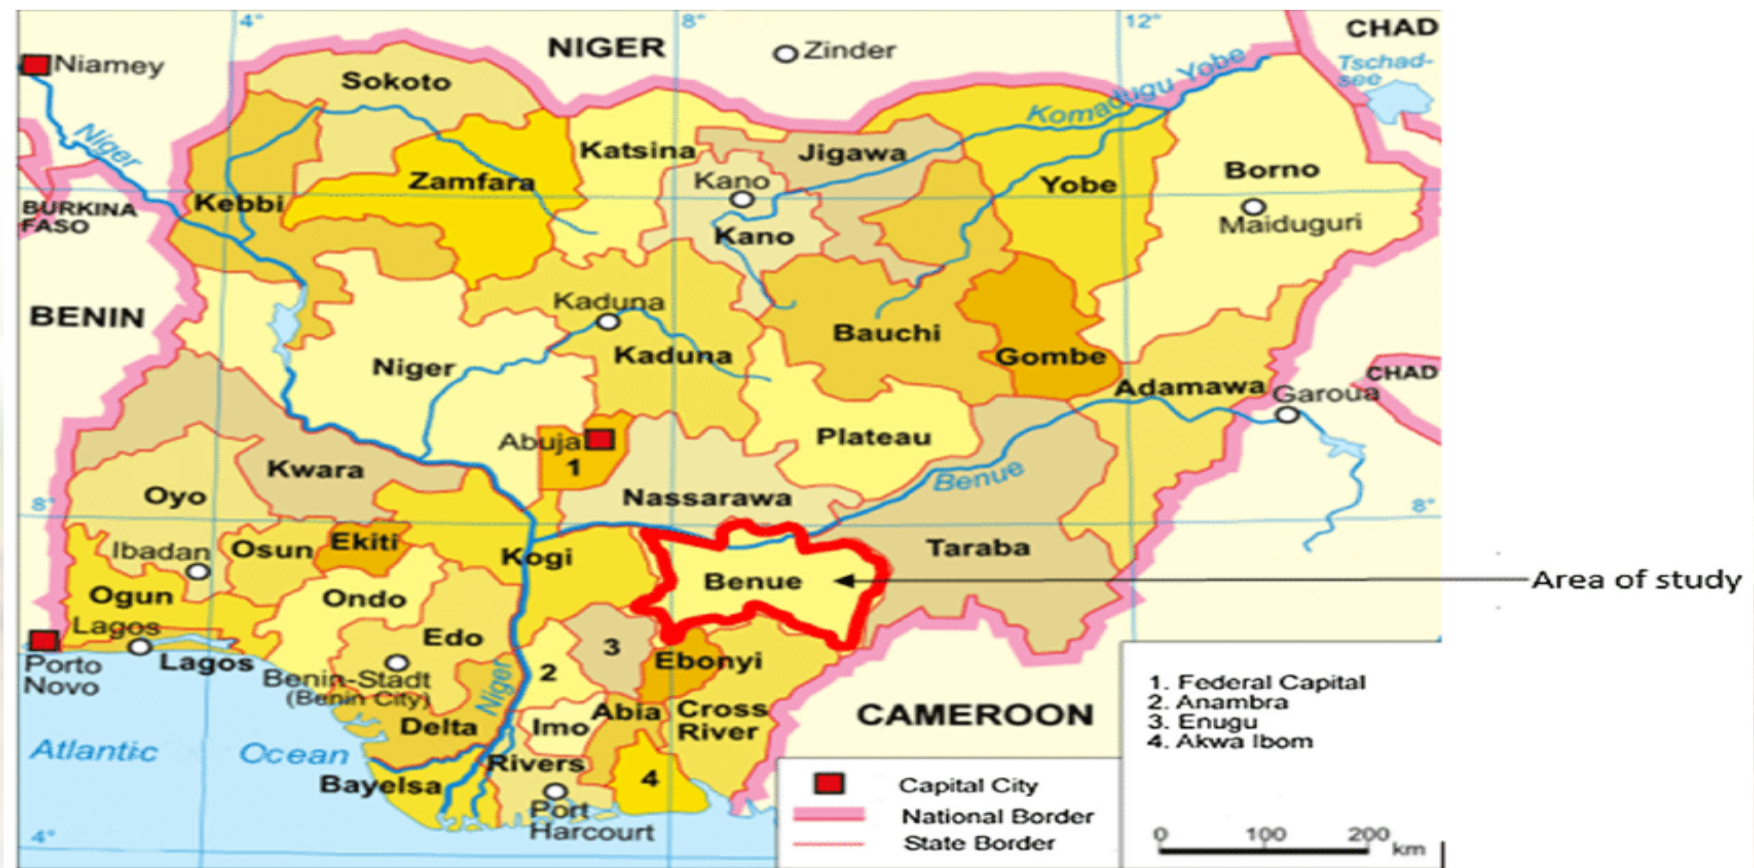 4°
8°
12°
CHAD
NIGER
Zinder
Niamey
Tschad-
see
Sokoto
Komadugu Yobe
Niger
Katsina
Jigawa
Borno
Zamfara
Kano
Yobe
Kebbi
BURKINA
FASO
Maiduguri
Kano
Kaduna
BENIN
Bauchi
Kaduna
Gombe
Niger
CHAD
Adamawa
Garoua
Abuja
Plateau
1
Kwara
Benue
Oyo
Nassarawa
8°
8°
Ibadan
Osun
Ekiti
Kogi
Taraba
Benue
Area of study
Ogun
Ondo
Lagos
Edo
3
Porto
Novo
Lagos
Ebonyi
2
Benin-Stadt
(Benin City)
Niger
Abia
Cross
River
Delta
Imo
CAMEROON
Atlantic Ocean
Rivers
Bayelsa
4
Port
Harcourt
4°
1. Federal Capital
2. Anambra
3. Enugu
4. Akwa Ibom
Capital City
National Border
State Border
0 100 200 km